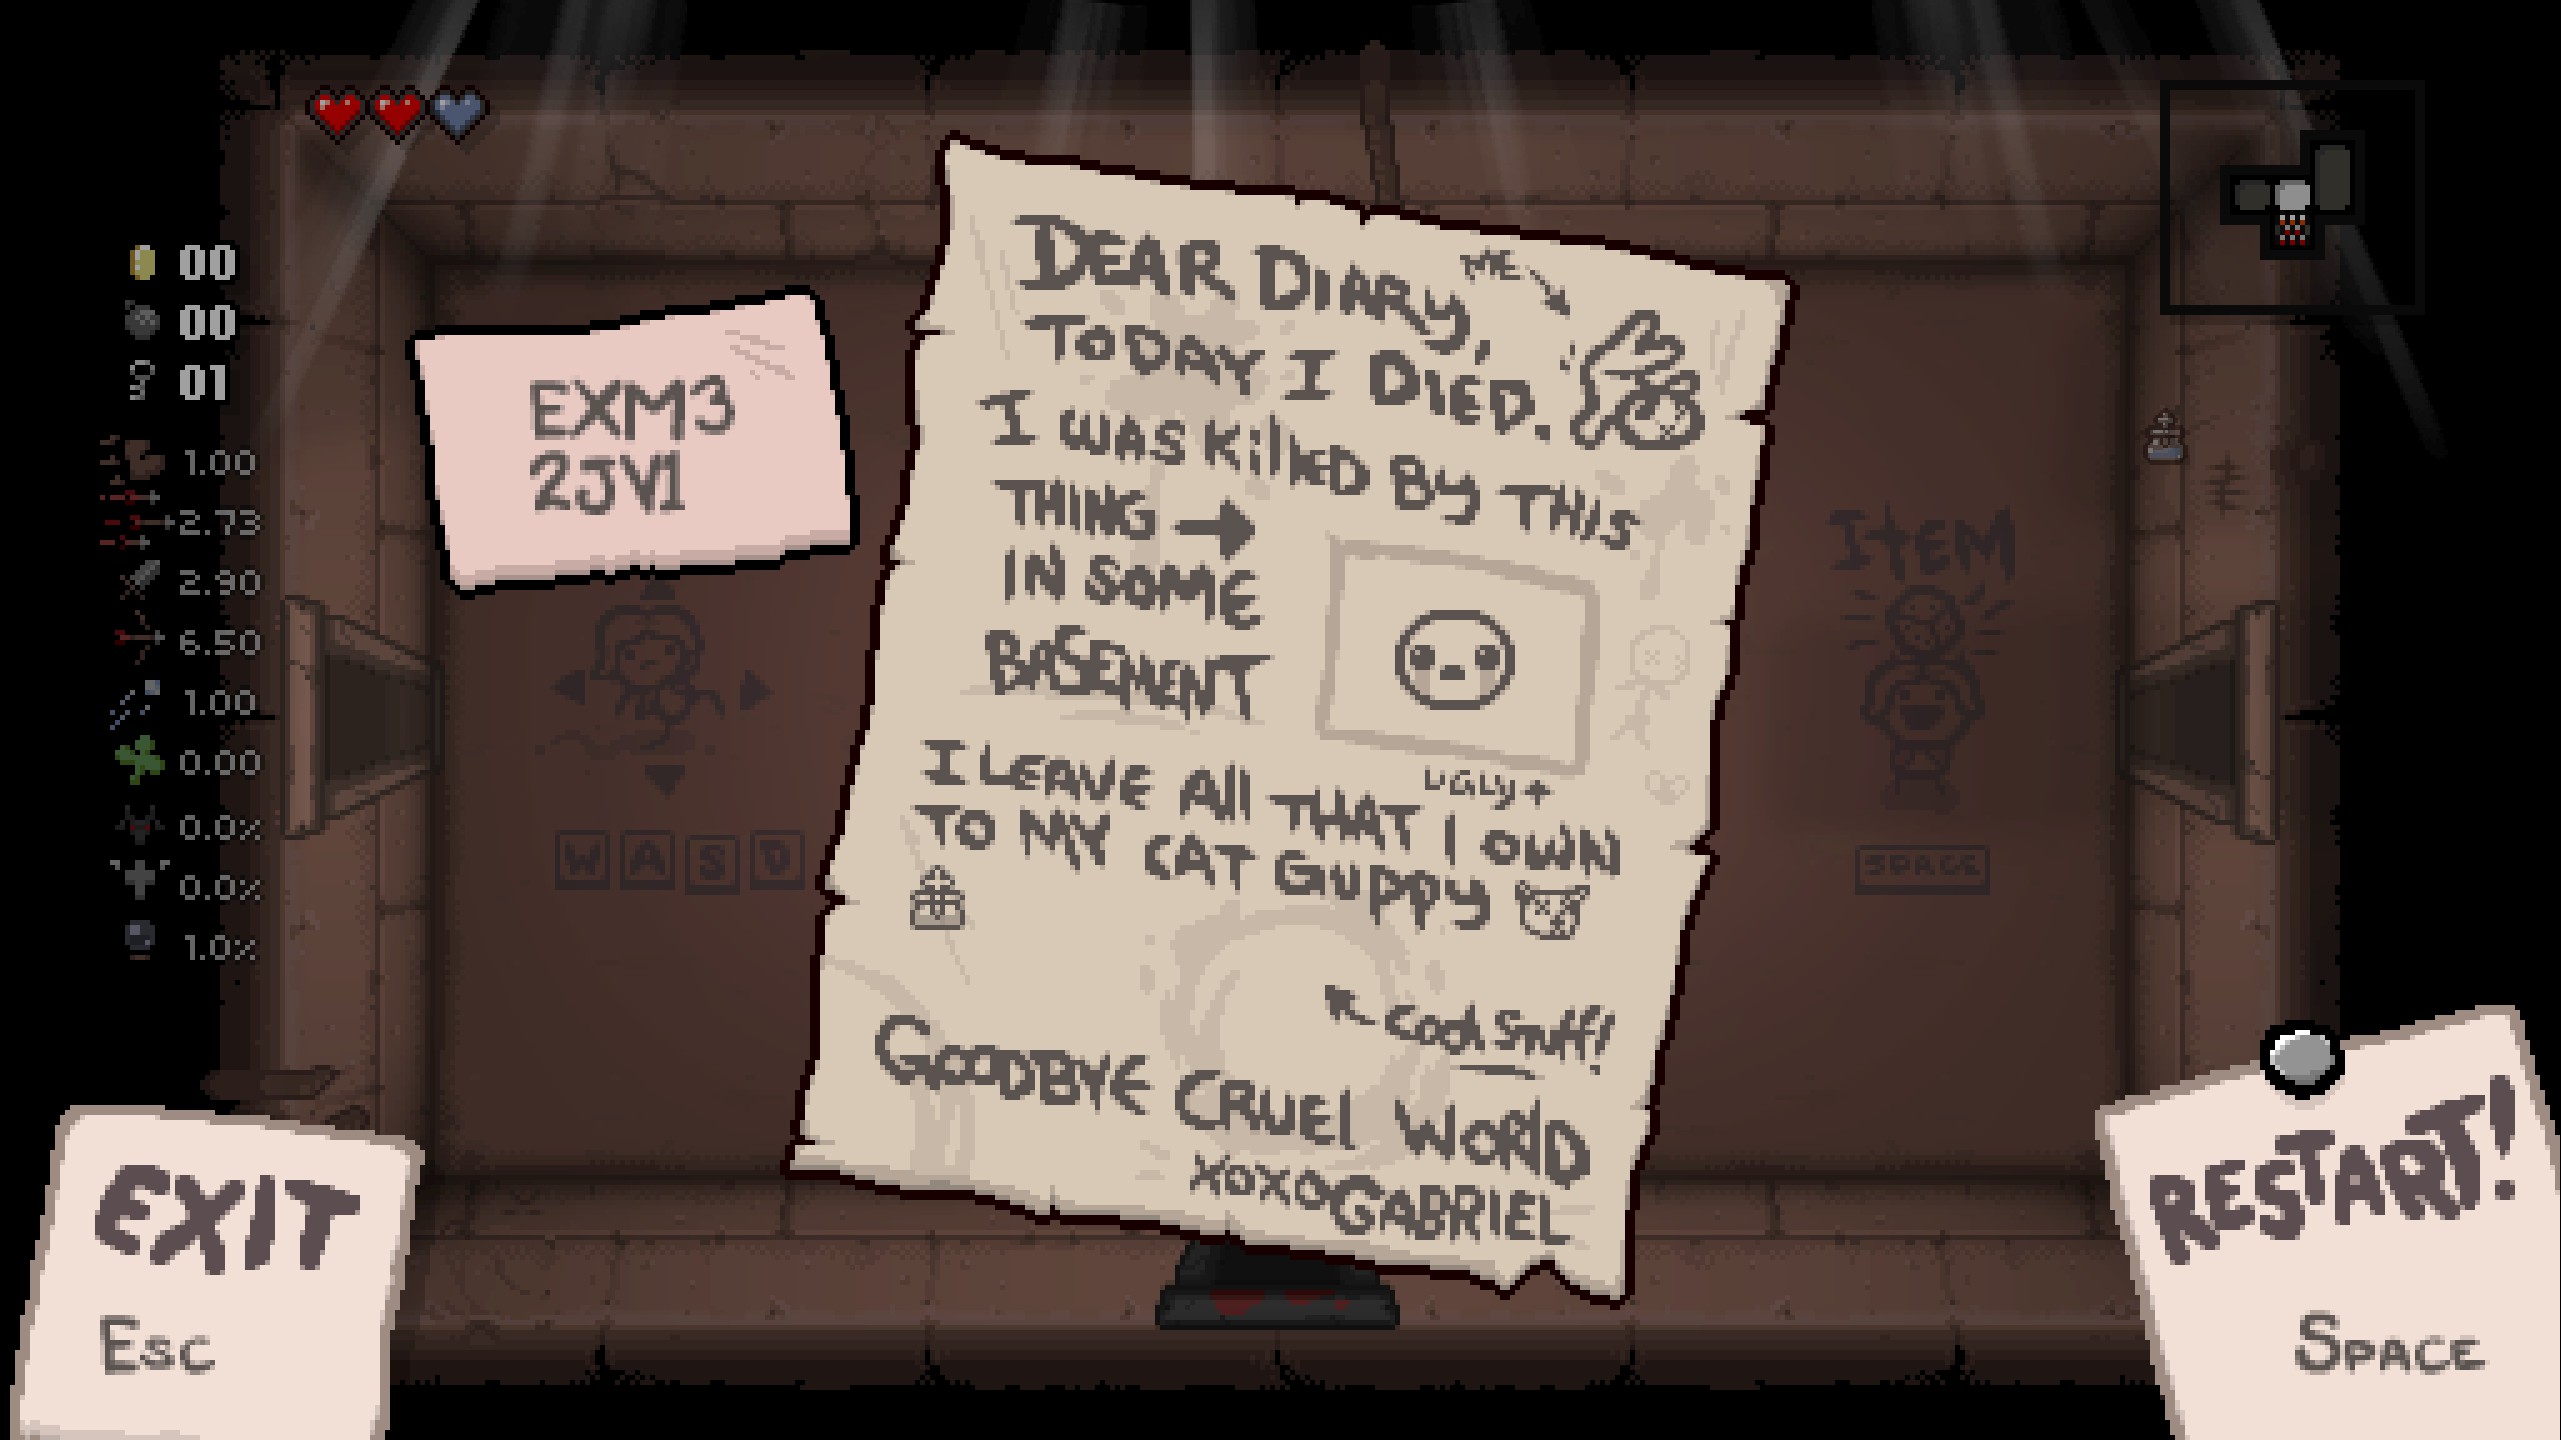 00
00
01
1.00
2.73
2.90
6.50
1.00
0.00
0.0%
0.0%
1.0%
EXM3
2JV1
DEAR DIARY,
ME
TODAY I DIED.
I WAS KillED BY THIS
THING →
IN SOME
BASEMENT
UGLY +
I LEAVE All THAT I OWN
TO MY CAT GUPPY
Cool Stuff!
GOODBYE CRUEL WORlD
XOXO GABRIEL
W A S D
ItEM
SPACE
EXIT
ESC
RESTART!
SPACE